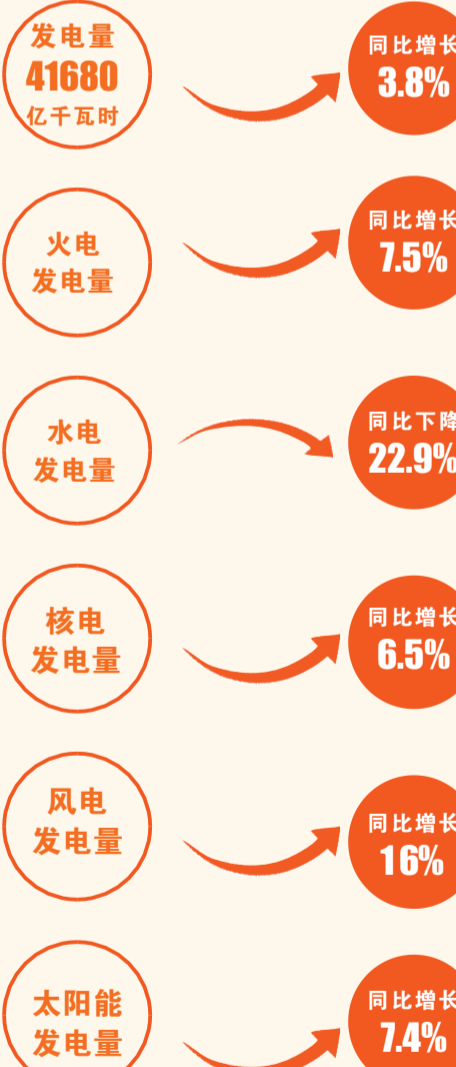 发电量
41680
亿千瓦时
同比增长
3.8%
火电
发电量
同比增长
7.5%
水电
发电量
同比下降
22.9%
核电
发电量
同比增长
6.5%
风电
发电量
同比增长
16%
太阳能
发电量
同比增长
7.4%